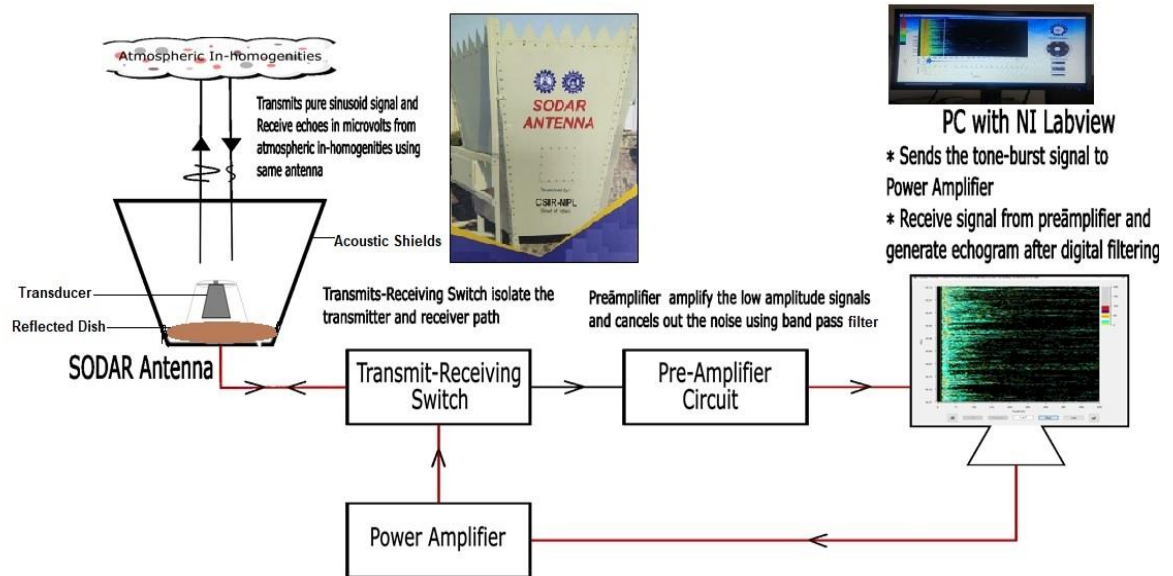 Atmospheric In-homogenities
Transmits pure sinusoid signal and
Receive echoes in microvolts from
atmospheric in-homogenities using
same antenna
Acoustic Shields
Transducer
Reflected Dish
SODAR Antenna
SODAR
ANTENNA
CSIR-NPL
PC with NI Labview
* Sends the tone-burst signal to
Power Amplifier
* Receive signal from preāmplifier and
generate echogram after digital filtering
Transmits-Receiving Switch isolate the
transmitter and receiver path
Preāmplifier amplify the low amplitude signals
and cancels out the noise using band pass filter
Transmit-Receiving
Switch
Pre-Amplifier
Circuit
Power Amplifier